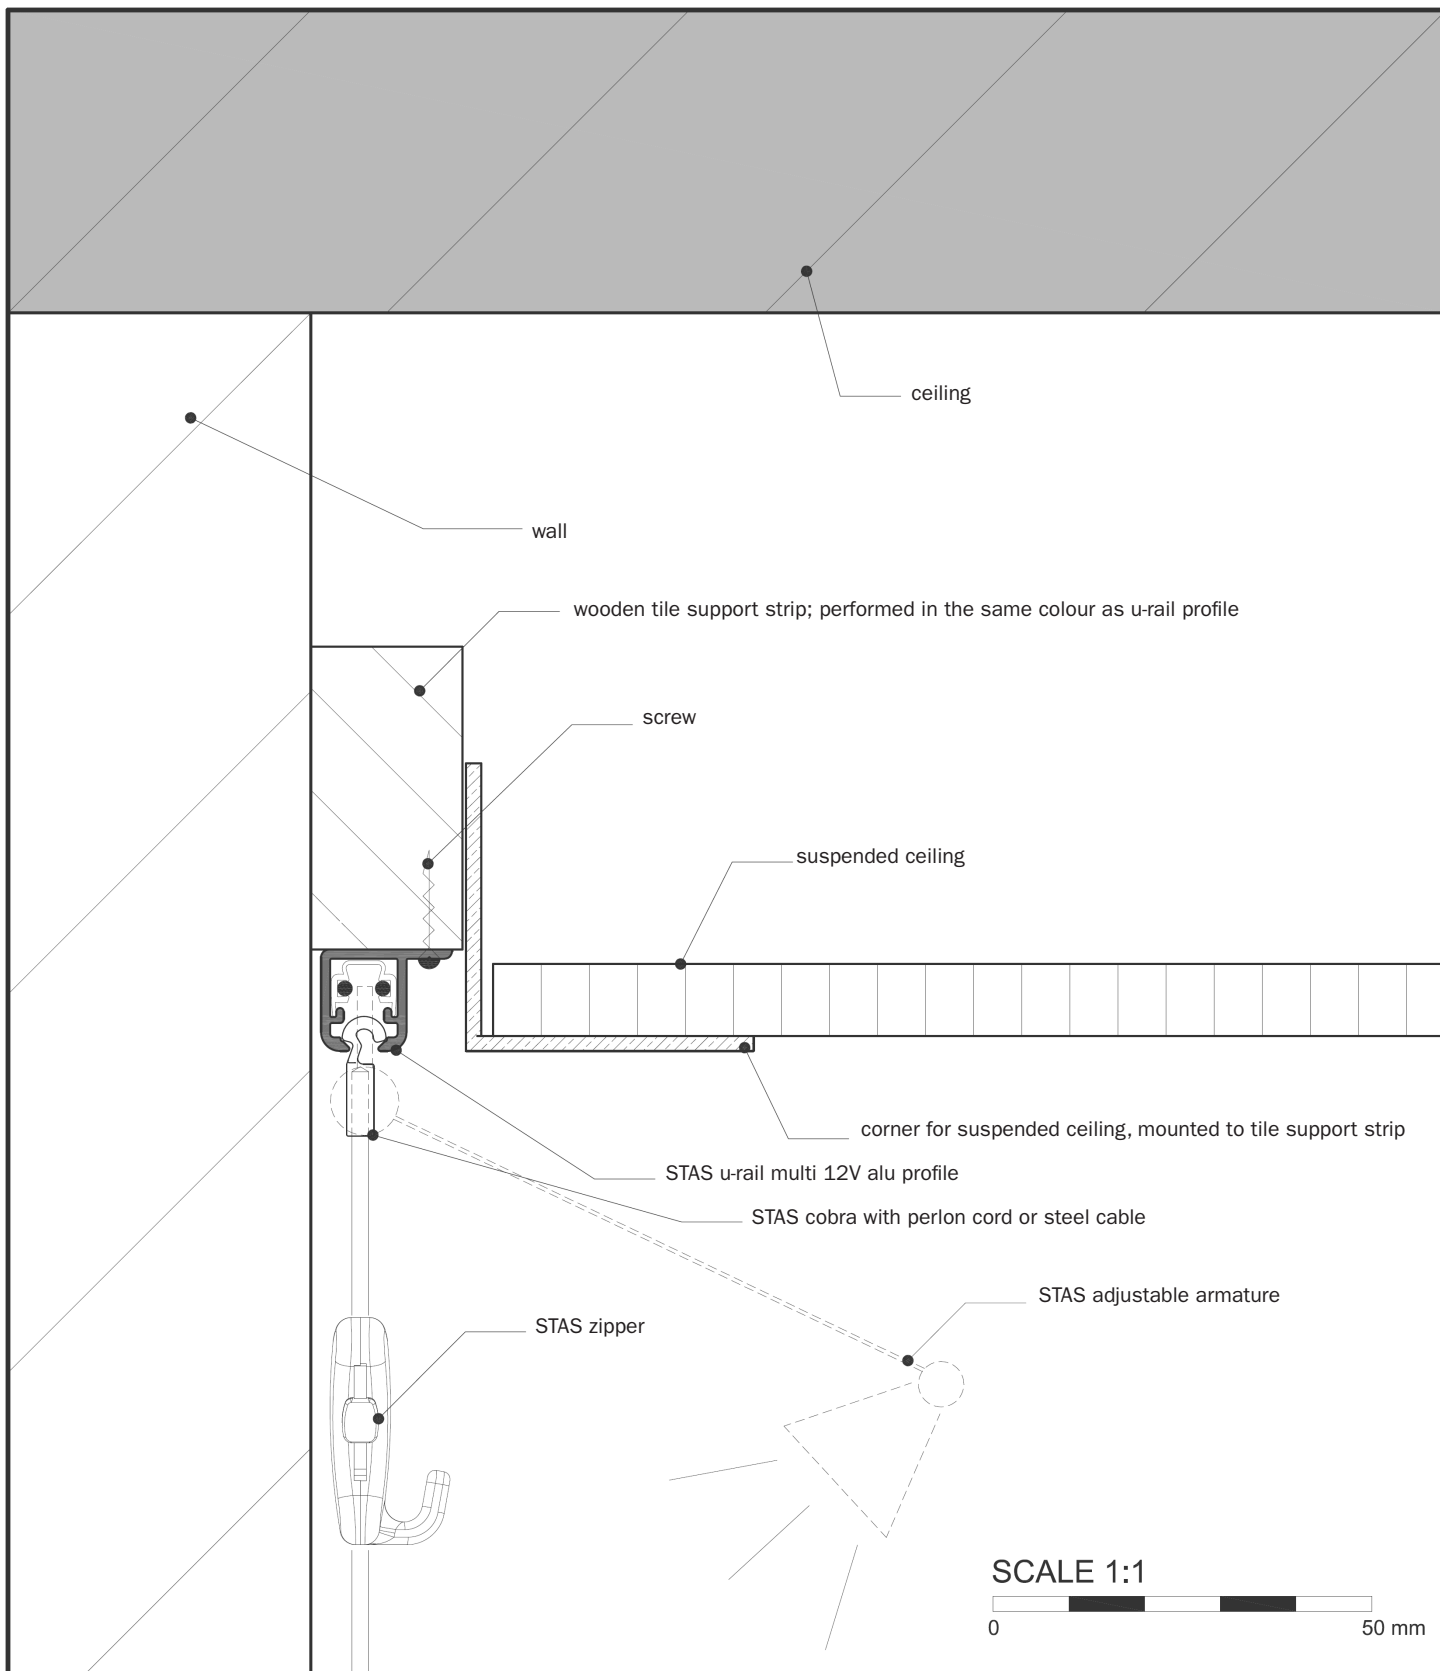 ceiling
wall
wooden tile support strip; performed in the same colour as u-rail profile
screw
suspended ceiling
corner for suspended ceiling, mounted to tile support strip
STAS u-rail multi 12V alu profile
STAS cobra with perlon cord or steel cable
STAS adjustable armature
STAS zipper
SCALE 1:1
0 50 mm